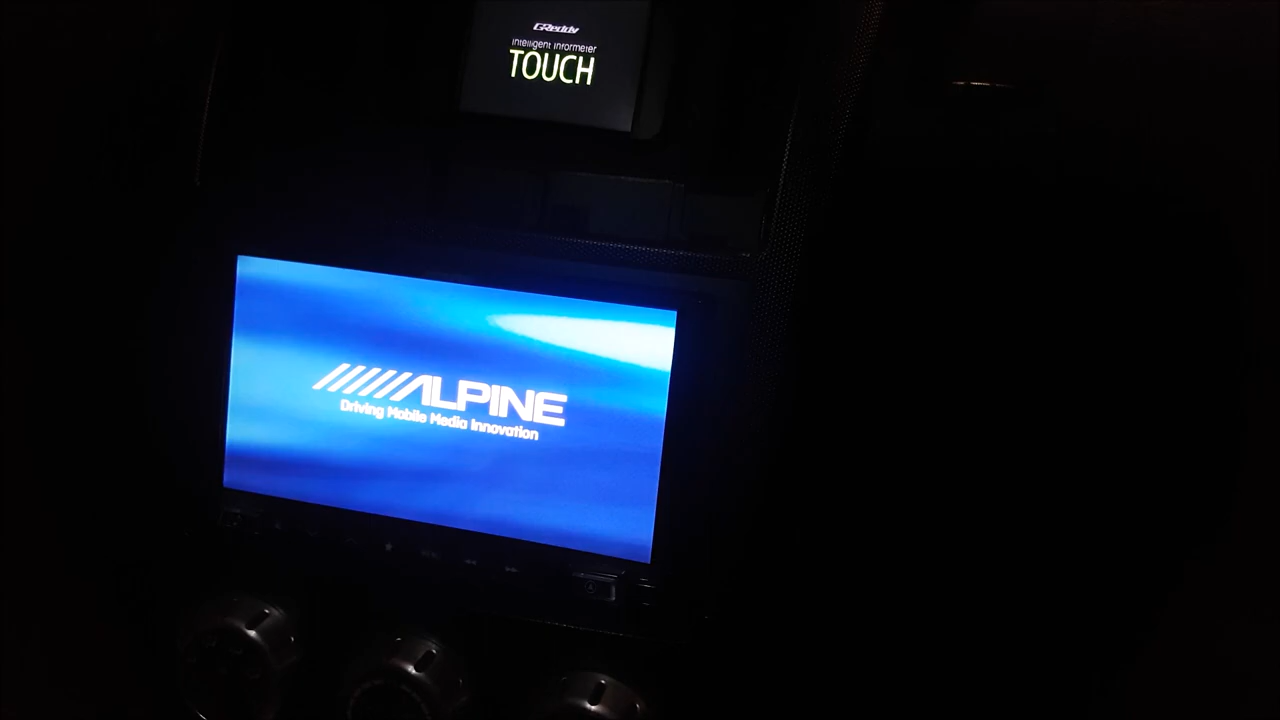 GReddy
Intelligent Informeter
TOUCH
ALPINE
Driving Mobile Media Innovation